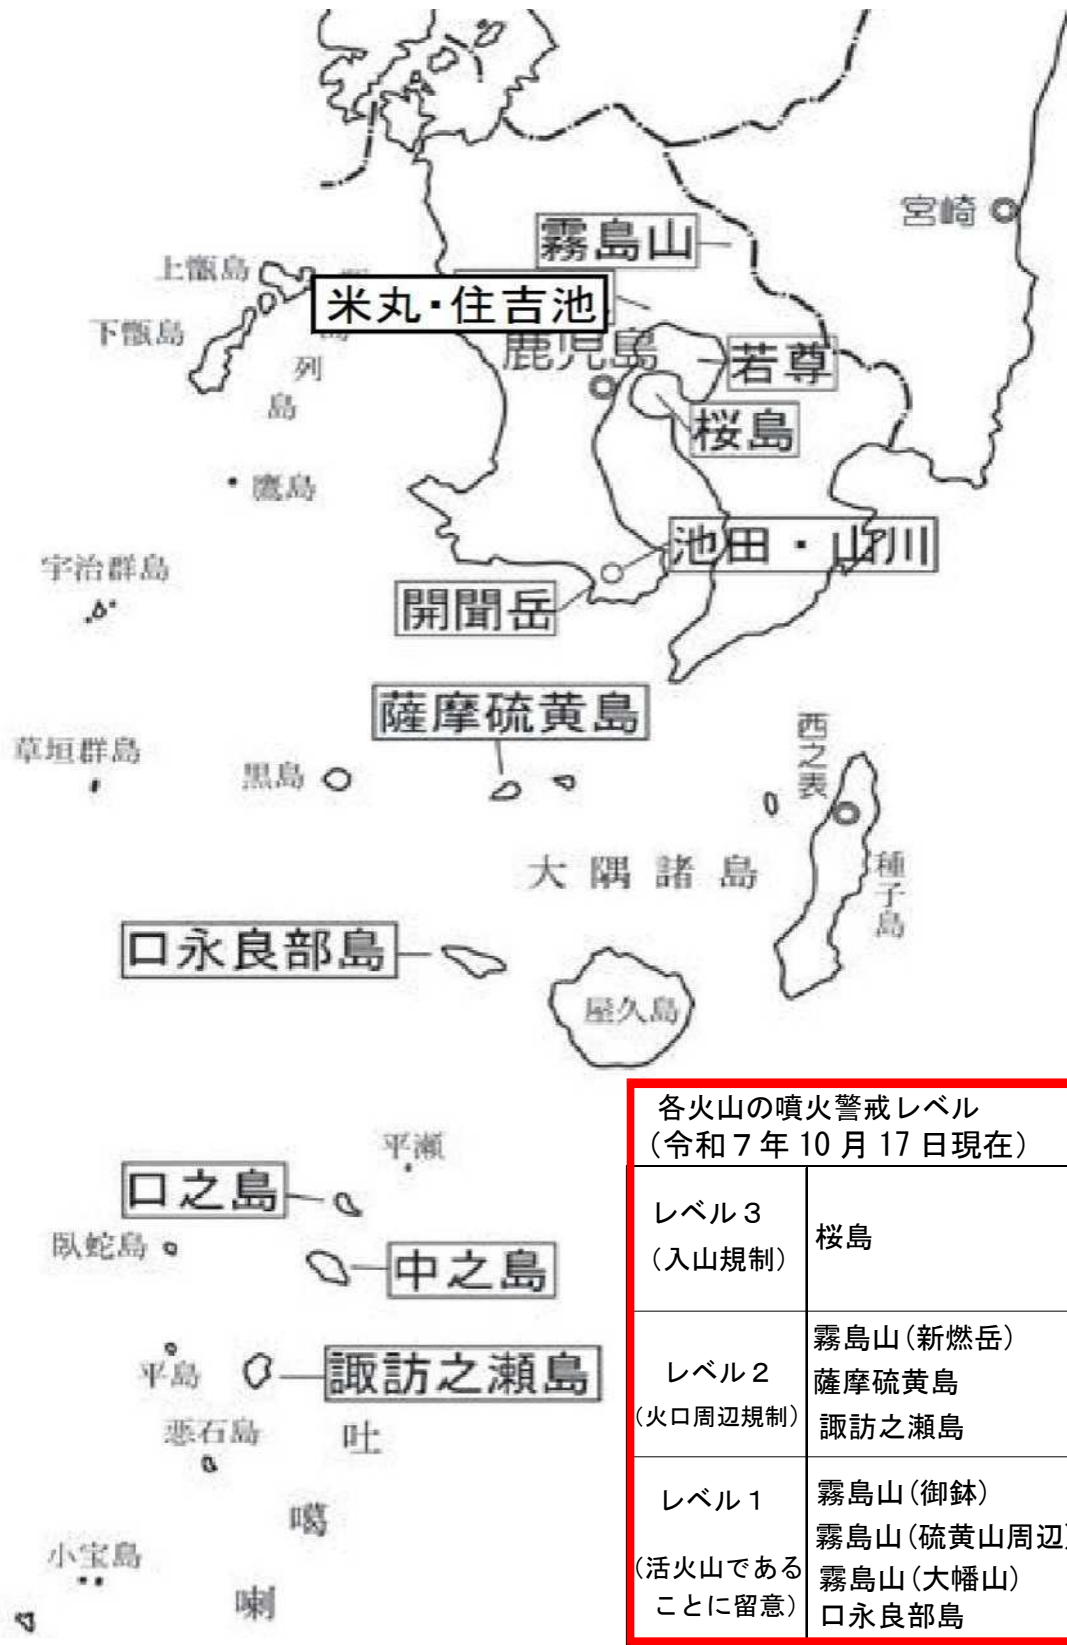 宮崎
霧島山
上甑島
米丸・住吉池
下甑島
鹿児島
若尊
列
島
桜島
鷹島
池田・山川
宇治群島
開聞岳
薩摩硫黄島
草垣群島
黒島
西之表
大隅諸島
種子島
口永良部島
屋久島
平瀬
口之島
臥蛇島
中之島
平島
諏訪之瀬島
悪石島
吐
噶
小宝島
喇
各火山の噴火警戒レベル
(令和7年10月17日現在)
レベル3
(入山規制)
桜島
レベル2
(火口周辺規制)
霧島山(新燃岳)
薩摩硫黄島
諏訪之瀬島
レベル1
(活火山である
ことに留意)
霧島山(御鉢)
霧島山(硫黄山周辺)
霧島山(大幡山)
口永良部島